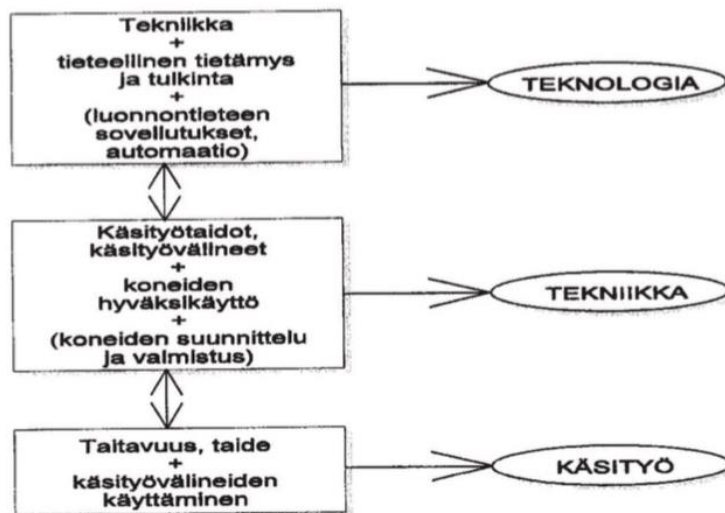 Tekniikka
+
tieteellinen tietämys
ja tulkinta
+
(luonnontieteen
sovellutukset,
automaatio)
TEKNOLOGIA
Käsityötaidot,
käsityövälineet
+
koneiden
hyväksikäyttö
+
(koneiden suunnittelu
ja valmistus)
TEKNIIKKA
Taitavuus, taide
+
käsityövälineiden
käyttäminen
KÄSITYÖ